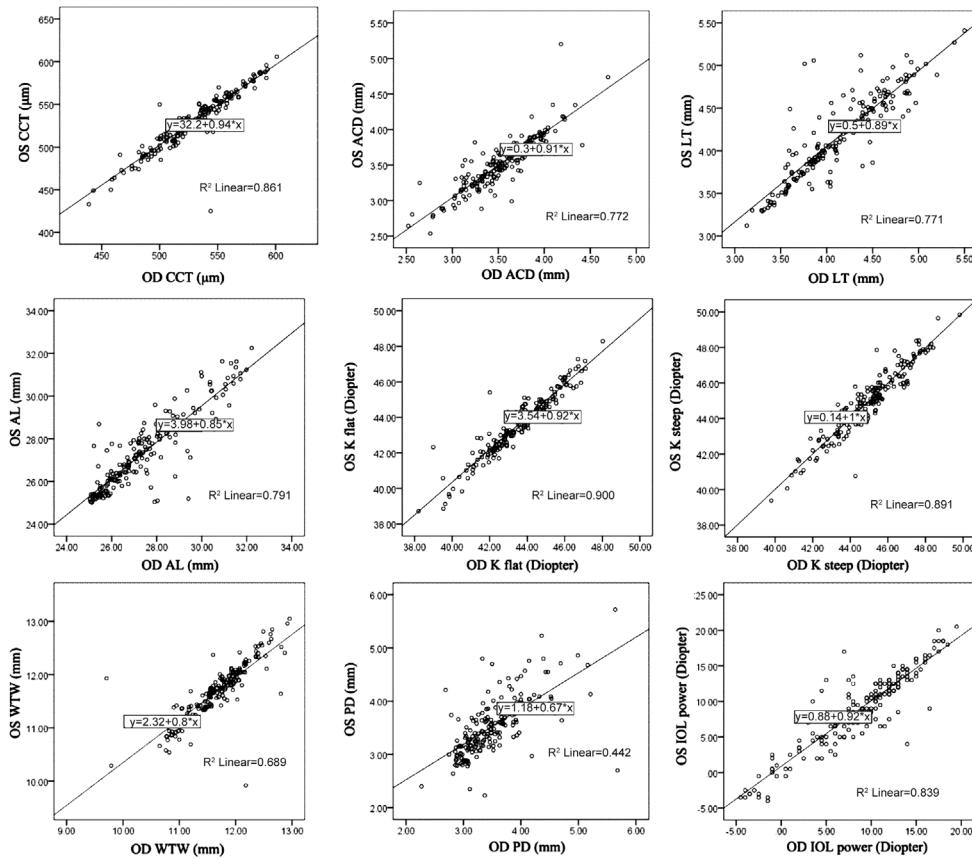 650
600
550
500
450
400
OS CCT (μm)
y=32.2+0.94*x
R² Linear=0.861
450 500 550 600
OD CCT (μm)
5.50
5.00
4.50
4.00
3.50
3.00
2.50
OS ACD (mm)
y=0.3+0.91*x
R² Linear=0.772
2.50 3.00 3.50 4.00 4.50 5.00
OD ACD (mm)
5.50
5.00
4.50
4.00
3.50
3.00
OS LT (mm)
y=0.5+0.89*x
R² Linear=0.771
3.00 3.50 4.00 4.50 5.00 5.50
OD LT (mm)
34.00
32.00
30.00
28.00
26.00
24.00
OS AL (mm)
y=3.98+0.85*x
R² Linear=0.791
24.00 26.00 28.00 30.00 32.00 34.00
OD AL (mm)
50.00
48.00
46.00
44.00
42.00
40.00
38.00
OS K flat (Diopter)
y=3.54+0.92*x
R² Linear=0.900
38.00 40.00 42.00 44.00 46.00 48.00 50.00
OD K flat (Diopter)
50.00
48.00
46.00
44.00
42.00
40.00
38.00
OS K steep (Diopter)
y=0.14+1*x
R² Linear=0.891
38.00 40.00 42.00 44.00 46.00 48.00 50.00
OD K steep (Diopter)
13.00
12.00
11.00
10.00
OS WTW (mm)
y=2.32+0.8*x
R² Linear=0.689
9.00 10.00 11.00 12.00 13.00
OD WTW (mm)
6.00
5.00
4.00
3.00
2.00
OS PD (mm)
y=1.18+0.67*x
R² Linear=0.442
2.00 3.00 4.00 5.00 6.00
OD PD (mm)
20.00
15.00
10.00
5.00
.00
-5.00
OS IOL power (Diopter)
y=0.88+0.92*x
R² Linear=0.839
-5.00 .00 5.00 10.00 15.00 20.00
OD IOL power (Diopter)